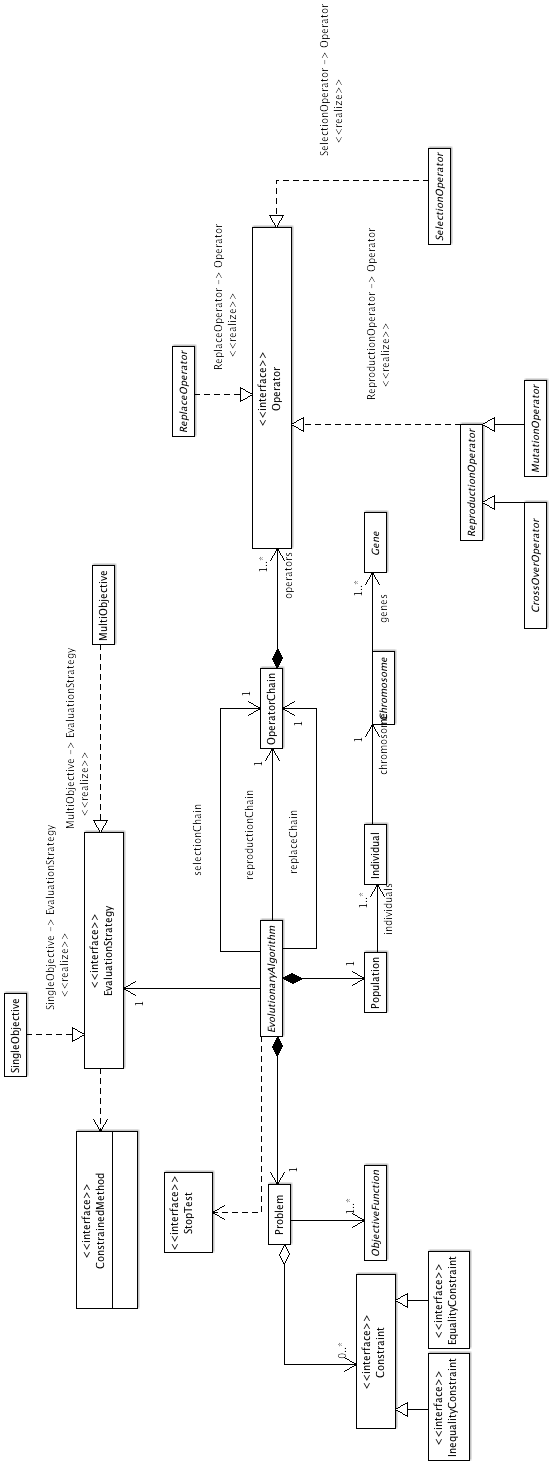 SingleObjective
SingleObjective -> EvaluationStrategy
<<realize>>
MultiObjective -> EvaluationStrategy
<<realize>>
MultiObjective
<<interface>>
ConstrainedMethod
<<interface>>
EvaluationStrategy
1
<<interface>>
StopTest
selectionChain
reproductionChain
replaceChain
EvolutionaryAlgorithm
1
1
1
OperatorChain
1..*
operators
ReplaceOperator
ReplaceOperator -> Operator
<<realize>>
<<interface>>
Operator
SelectionOperator -> Operator
<<realize>>
SelectionOperator
ReproductionOperator -> Operator
<<realize>>
ReproductionOperator
MutationOperator
CrossOverOperator
Problem
1
1
Population
1..*
individuals
Individual
1
chromosome
Chromosome
1..*
genes
Gene
1..*
ObjectiveFunction
0..*
<<interface>>
Constraint
<<interface>>
EqualityConstraint
<<interface>>
InequalityConstraint